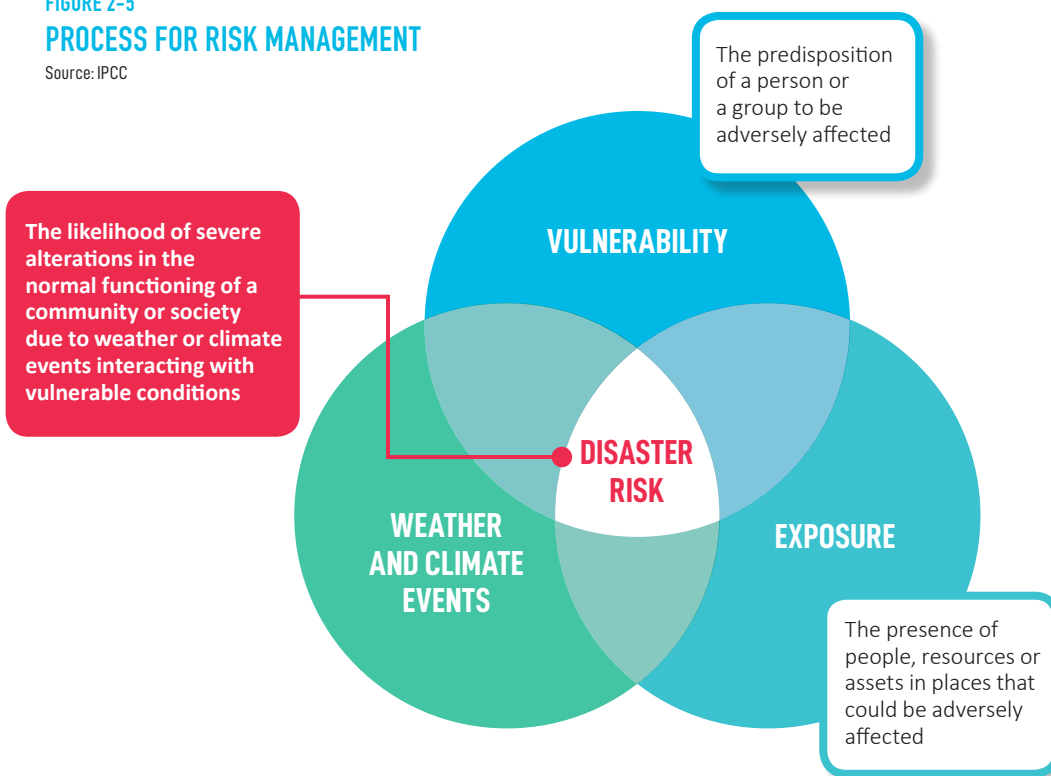 FIGURE 2-5
PROCESS FOR RISK MANAGEMENT
Source: IPCC
The predisposition
of a person or
a group to be
adversely affected
The likelihood of severe
alterations in the
normal functioning of a
community or society
due to weather or climate
events interacting with
vulnerable conditions
VULNERABILITY
DISASTER
RISK
WEATHER
AND CLIMATE
EVENTS
EXPOSURE
The presence of
people, resources or
assets in places that
could be adversely
affected